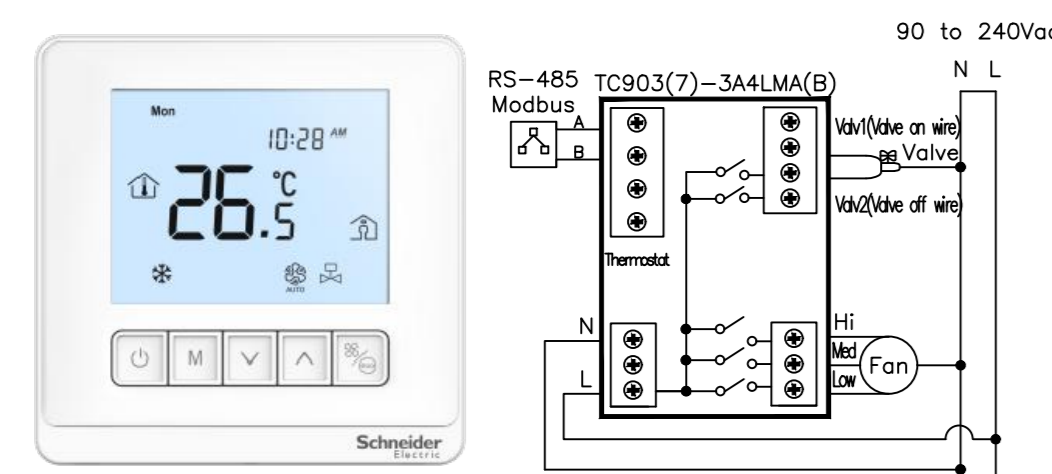 Mon
10:28 AM
26.5 °C
AUTO
M
Schneider
Electric
90 to 240Vac
N L
RS-485
Modbus
TC903(7)-3A4LMA(B)
A
B
Valv1(Valve on wire)
Valve
Valv2(Valve off wire)
Thermostat
N
L
Hi
Med
Low
Fan